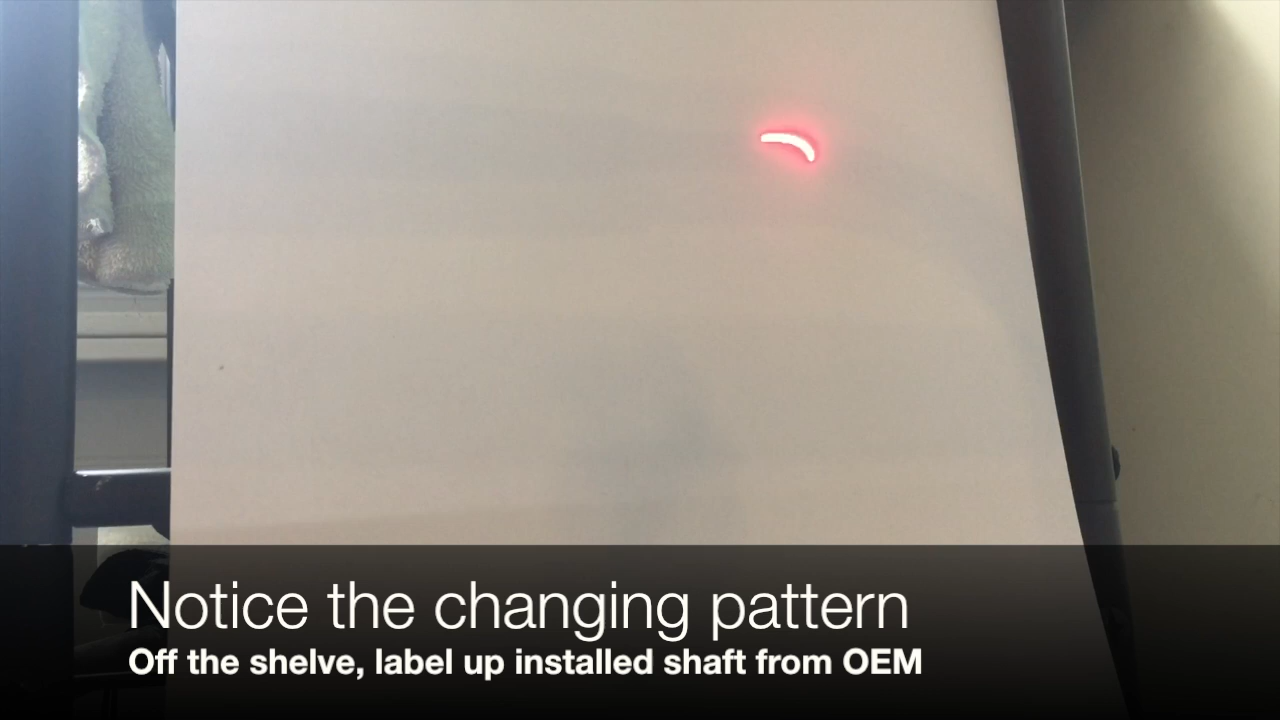 Notice the changing pattern
Off the shelve, label up installed shaft from OEM